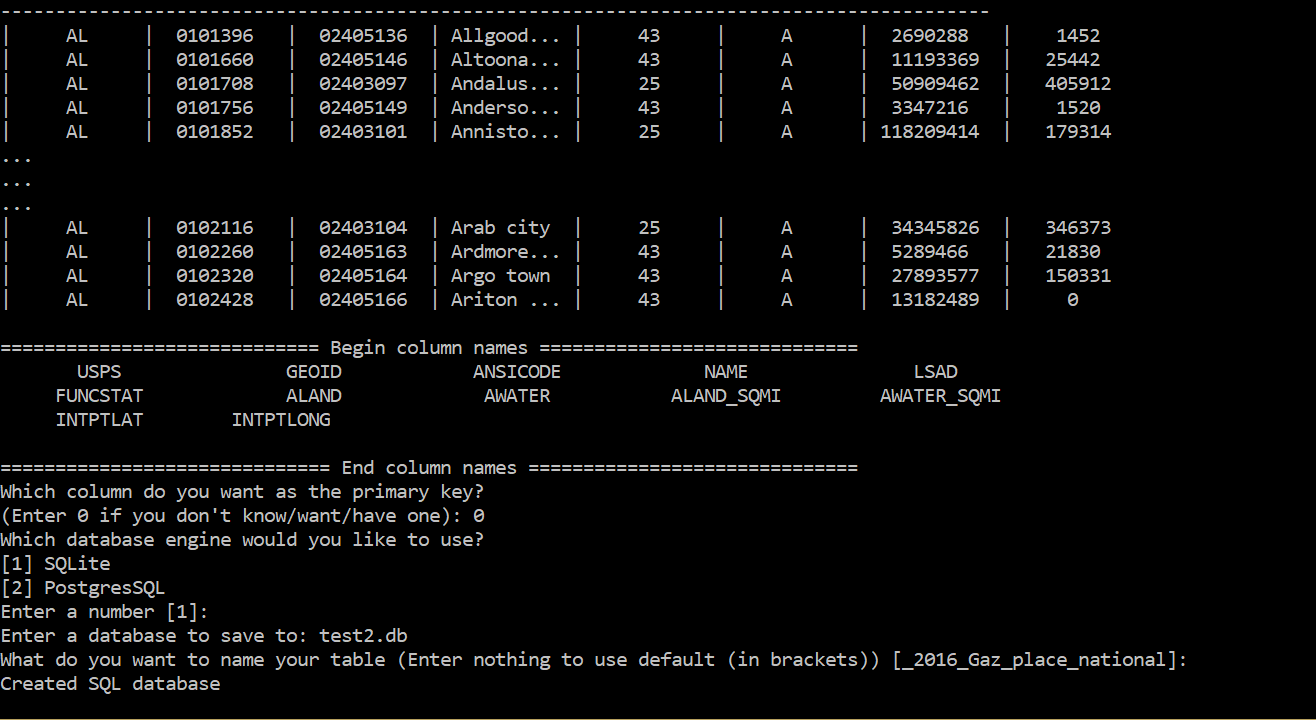 ------------------------------------------------------------------------------------------
|     AL     |  0101396   |  02405136  | Allgood... |     43     |     A      |  2690288   |    1452
|     AL     |  0101660   |  02405146  | Altoona... |     43     |     A      |  11193369  |   25442
|     AL     |  0101708   |  02403097  | Andalus... |     25     |     A      |  50909462  |   405912
|     AL     |  0101756   |  02405149  | Anderso... |     43     |     A      |  3347216   |    1520
|     AL     |  0101852   |  02403101  | Annisto... |     25     |     A      | 118209414  |   179314
...
...
...
|     AL     |  0102116   |  02403104  | Arab city  |     25     |     A      |  34345826  |   346373
|     AL     |  0102260   |  02405163  | Ardmore... |     43     |     A      |  5289466   |   21830
|     AL     |  0102320   |  02405164  | Argo town  |     43     |     A      |  27893577  |   150331
|     AL     |  0102428   |  02405166  | Ariton ... |     43     |     A      |  13182489  |     0
============================= Begin column names =============================
USPS GEOID ANSICODE NAME LSAD
FUNCSTAT ALAND AWATER ALAND_SQMI AWATER_SQMI
INTPTLAT INTPTLONG
============================== End column names ==============================
Which column do you want as the primary key?
(Enter 0 if you don't know/want/have one): 0
Which database engine would you like to use?
[1] SQLite
[2] PostgresSQL
Enter a number [1]:
Enter a database to save to: test2.db
What do you want to name your table (Enter nothing to use default (in brackets)) [_2016_Gaz_place_national]:
Created SQL database